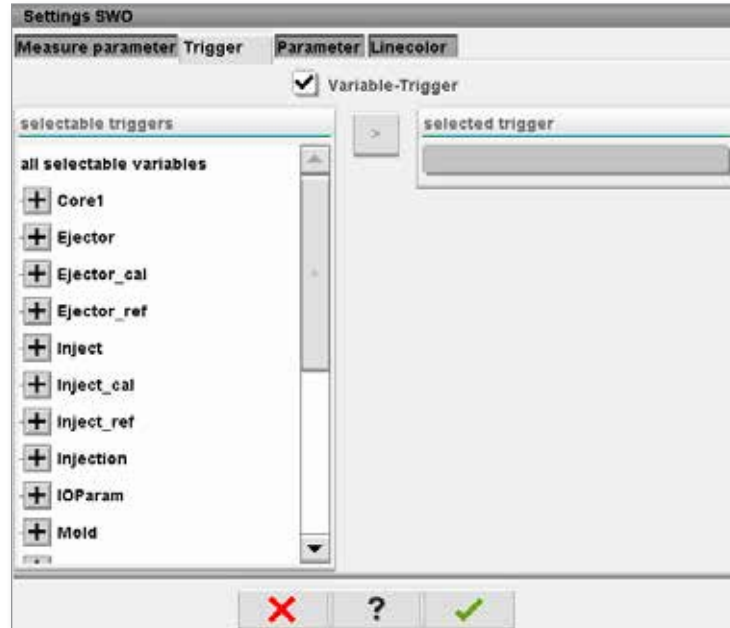 Settings SWO
Measure parameter Trigger Parameter Linecolor
Variable-Trigger
selectable triggers
>
selected trigger
all selectable variables
Core1
Ejector
Ejector_cal
Ejector_ref
Inject
Inject_cal
Inject_ref
Injection
IOParam
Mold
?